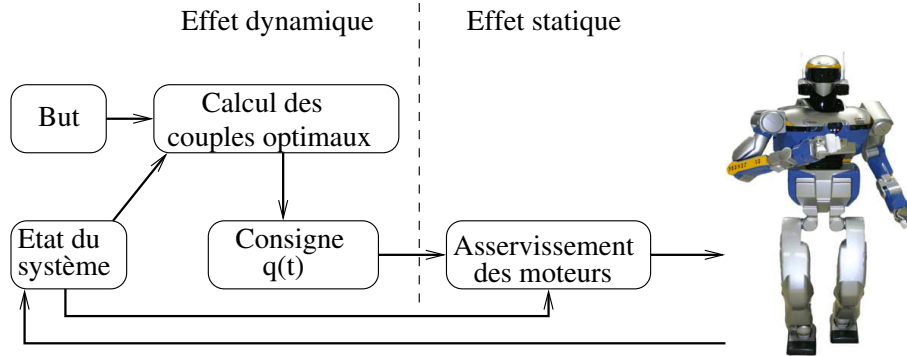 Effet dynamique
Effet statique
But
Calcul des
couples optimaux
Etat du
système
Consigne
q(t)
Asservissement
des moteurs